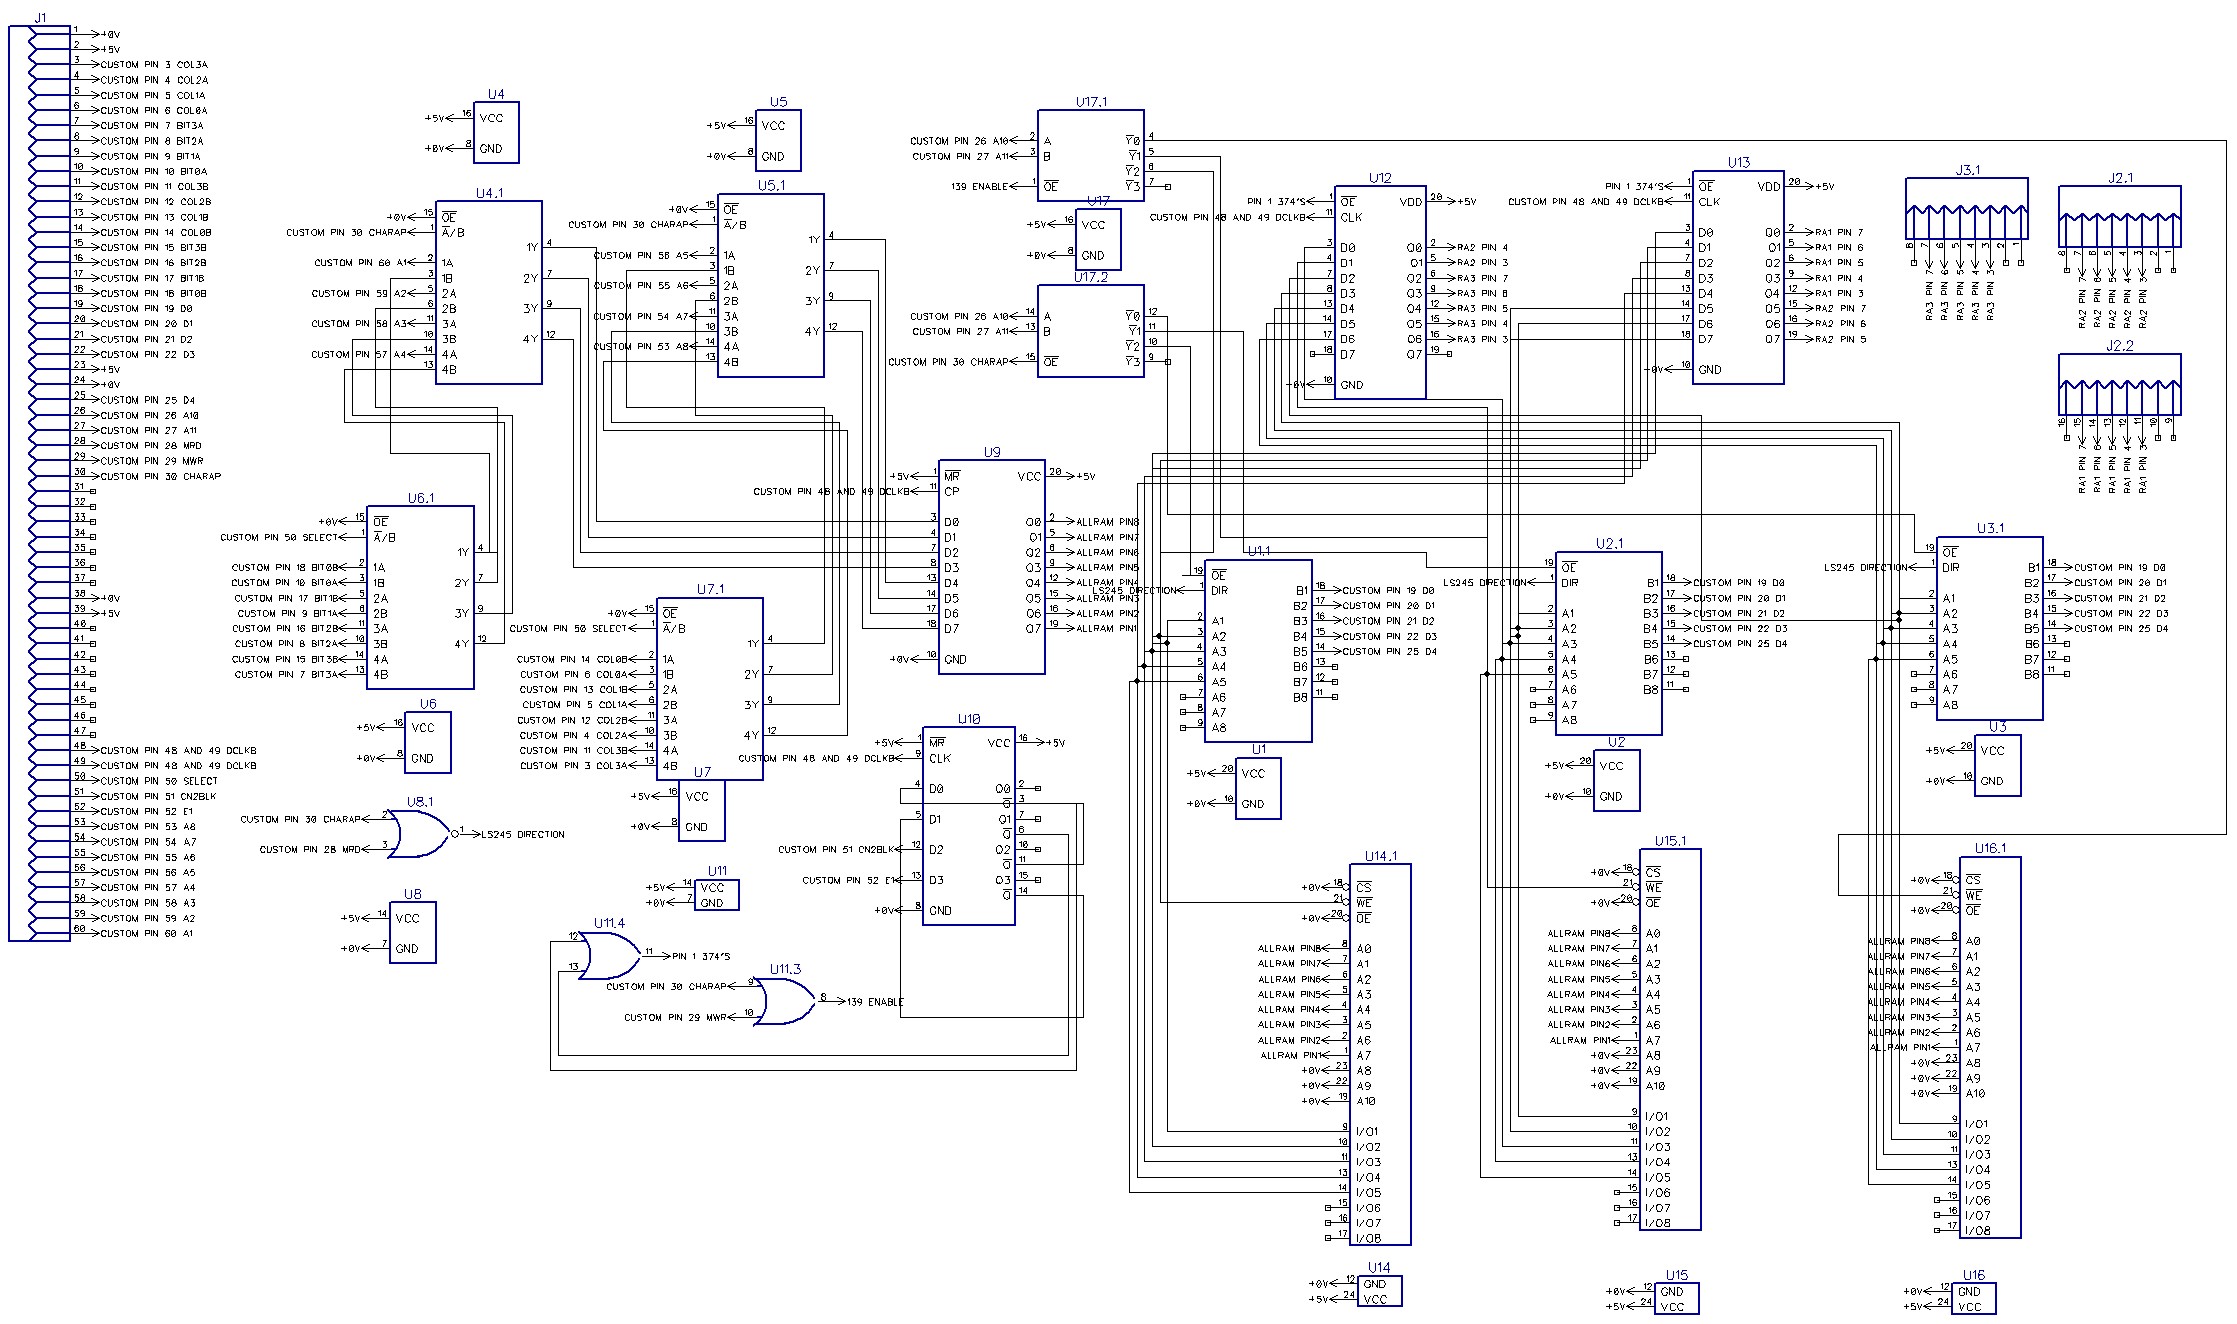 J1
1 +0V
2 +5V
3 CUSTOM PIN 3 COL3A
4 CUSTOM PIN 4 COL2A
5 CUSTOM PIN 5 COL1A
6 CUSTOM PIN 6 COL0A
7 CUSTOM PIN 7 BIT3A
8 CUSTOM PIN 8 BIT2A
9 CUSTOM PIN 9 BIT1A
10 CUSTOM PIN 10 BIT0A
11 CUSTOM PIN 11 COL3B
12 CUSTOM PIN 12 COL2B
13 CUSTOM PIN 13 COL1B
14 CUSTOM PIN 14 COL0B
15 CUSTOM PIN 15 BIT3B
16 CUSTOM PIN 16 BIT2B
17 CUSTOM PIN 17 BIT1B
18 CUSTOM PIN 18 BIT0B
19 CUSTOM PIN 19 D0
20 CUSTOM PIN 20 D1
21 CUSTOM PIN 21 D2
22 CUSTOM PIN 22 D3
23 +5V
24 +0V
25 CUSTOM PIN 25 D4
26 CUSTOM PIN 26 A10
27 CUSTOM PIN 27 A11
28 CUSTOM PIN 28 MRD
29 CUSTOM PIN 29 MWR
30 CUSTOM PIN 30 CHARAP
31
32
33
34
35
36
37
38 +0V
39 +5V
40
41
42
43
44
45
46
47
48 CUSTOM PIN 48 AND 49 DCLKB
49 CUSTOM PIN 48 AND 49 DCLKB
50 CUSTOM PIN 50 SELECT
51 CUSTOM PIN 51 CN2BLK
52 CUSTOM PIN 52 E1
53 CUSTOM PIN 53 A8
54 CUSTOM PIN 54 A7
55 CUSTOM PIN 55 A6
56 CUSTOM PIN 56 A5
57 CUSTOM PIN 57 A4
58 CUSTOM PIN 58 A3
59 CUSTOM PIN 59 A2
60 CUSTOM PIN 60 A1
U4
+5V 16 VCC
+0V 8 GND
U4.1
+0V 15 OE
CUSTOM PIN 30 CHARAP 1 A/B
1Y 4
CUSTOM PIN 60 A1 2 1A
3 1B
2Y 7
CUSTOM PIN 59 A2 5 2A
6 2B
3Y 9
CUSTOM PIN 58 A3 11 3A
10 3B
4Y 12
CUSTOM PIN 57 A4 14 4A
13 4B
U6.1
+0V 15 OE
CUSTOM PIN 50 SELECT 1 A/B
1Y 4
CUSTOM PIN 18 BIT0B 2 1A
CUSTOM PIN 10 BIT0A 3 1B
2Y 7
CUSTOM PIN 17 BIT1B 5 2A
CUSTOM PIN 9 BIT1A 6 2B
3Y 9
CUSTOM PIN 16 BIT2B 11 3A
CUSTOM PIN 8 BIT2A 10 3B
4Y 12
CUSTOM PIN 15 BIT3B 14 4A
CUSTOM PIN 7 BIT3A 13 4B
U6
+5V 16 VCC
+0V 8 GND
U8.1
CUSTOM PIN 30 CHARAP 2
1 LS245 DIRECTION
CUSTOM PIN 28 MRD 3
U8
+5V 14 VCC
+0V 7 GND
U5
+5V 16 VCC
+0V 8 GND
U5.1
+0V 15 OE
CUSTOM PIN 30 CHARAP 1 A/B
1Y 4
CUSTOM PIN 56 A5 2 1A
3 1B
2Y 7
CUSTOM PIN 55 A6 5 2A
6 2B
3Y 9
CUSTOM PIN 54 A7 11 3A
10 3B
4Y 12
CUSTOM PIN 53 A8 14 4A
13 4B
U7.1
+0V 15 OE
CUSTOM PIN 50 SELECT 1 A/B
1Y 4
CUSTOM PIN 14 COL0B 2 1A
CUSTOM PIN 6 COL0A 3 1B
2Y 7
CUSTOM PIN 13 COL1B 5 2A
CUSTOM PIN 5 COL1A 6 2B
3Y 9
CUSTOM PIN 12 COL2B 11 3A
CUSTOM PIN 4 COL2A 10 3B
4Y 12
CUSTOM PIN 11 COL3B 14 4A
CUSTOM PIN 3 COL3A 13 4B
U7
+5V 16 VCC
+0V 8 GND
U11
+5V 14 VCC
+0V 7 GND
U11.4
12
11 PIN 1 374'S
13
U11.3
CUSTOM PIN 30 CHARAP 9
8 139 ENABLE
CUSTOM PIN 29 MWR 10
U17.1
CUSTOM PIN 26 A10 2 A Y0 4
CUSTOM PIN 27 A11 3 B Y1 5
Y2 6
139 ENABLE 1 OE Y3 7
U17
+5V 16 VCC
+0V 8 GND
U17.2
CUSTOM PIN 26 A10 14 A Y0 12
CUSTOM PIN 27 A11 13 B Y1 11
Y2 10
CUSTOM PIN 30 CHARAP 15 OE Y3 9
U9
+5V 1 MR VCC 20 +5V
CUSTOM PIN 48 AND 49 DCLKB 11 CP
3 D0 Q0 2 ALLRAM PIN8
4 D1 Q1 5 ALLRAM PIN7
7 D2 Q2 6 ALLRAM PIN6
8 D3 Q3 9 ALLRAM PIN5
13 D4 Q4 12 ALLRAM PIN4
14 D5 Q5 15 ALLRAM PIN3
17 D6 Q6 16 ALLRAM PIN2
18 D7 Q7 19 ALLRAM PIN1
+0V 10 GND
U10
+5V 1 MR VCC 16 +5V
CUSTOM PIN 48 AND 49 DCLKB 9 CLK
4 D0 Q0 2
Q 3
5 D1 Q1 7
Q 6
CUSTOM PIN 51 CN2BLK 12 D2 Q2 10
Q 11
CUSTOM PIN 52 E1 13 D3 Q3 15
Q 14
+0V 8 GND
U12
PIN 1 374'S 1 OE VDD 20 +5V
CUSTOM PIN 48 AND 49 DCLKB 11 CLK
3 D0 Q0 2 RA2 PIN 4
4 D1 Q1 5 RA2 PIN 3
7 D2 Q2 6 RA3 PIN 7
8 D3 Q3 9 RA3 PIN 6
13 D4 Q4 12 RA3 PIN 5
14 D5 Q5 15 RA3 PIN 4
17 D6 Q6 16 RA3 PIN 3
18 D7 Q7 19
+0V 10 GND
U13
PIN 1 374'S 1 OE VDD 20 +5V
CUSTOM PIN 48 AND 49 DCLKB 11 CLK
3 D0 Q0 2 RA1 PIN 7
4 D1 Q1 5 RA1 PIN 6
7 D2 Q2 6 RA1 PIN 5
8 D3 Q3 9 RA1 PIN 4
13 D4 Q4 12 RA1 PIN 3
14 D5 Q5 15 RA2 PIN 7
17 D6 Q6 16 RA2 PIN 6
18 D7 Q7 19 RA2 PIN 5
+0V 10 GND
J3.1
8 7 6 5 4 3 2 1
RA3 PIN 7
RA3 PIN 6
RA3 PIN 5
RA3 PIN 4
RA3 PIN 3
J2.1
8 7 6 5 4 3 2 1
RA2 PIN 7
RA2 PIN 6
RA2 PIN 5
RA2 PIN 4
RA2 PIN 3
J2.2
16 15 14 13 12 11 10 9
RA1 PIN 7
RA1 PIN 6
RA1 PIN 5
RA1 PIN 4
RA1 PIN 3
U1.1
19 OE
LS245 DIRECTION 1 DIR
B1 18 CUSTOM PIN 19 D0
B2 17 CUSTOM PIN 20 D1
2 A1 B3 16 CUSTOM PIN 21 D2
3 A2 B4 15 CUSTOM PIN 22 D3
4 A3 B5 14 CUSTOM PIN 25 D4
5 A4 B6 13
6 A5 B7 12
7 A6 B8 11
8 A7
9 A8
U1
+5V 20 VCC
+0V 10 GND
U2.1
19 OE
LS245 DIRECTION 1 DIR
B1 18 CUSTOM PIN 19 D0
B2 17 CUSTOM PIN 20 D1
2 A1 B3 16 CUSTOM PIN 21 D2
3 A2 B4 15 CUSTOM PIN 22 D3
4 A3 B5 14 CUSTOM PIN 25 D4
5 A4 B6 13
6 A5 B7 12
7 A6 B8 11
8 A7
9 A8
U2
+5V 20 VCC
+0V 10 GND
U3.1
19 OE
LS245 DIRECTION 1 DIR
B1 18 CUSTOM PIN 19 D0
B2 17 CUSTOM PIN 20 D1
2 A1 B3 16 CUSTOM PIN 21 D2
3 A2 B4 15 CUSTOM PIN 22 D3
4 A3 B5 14 CUSTOM PIN 25 D4
5 A4 B6 13
6 A5 B7 12
7 A6 B8 11
8 A7
9 A8
U3
+5V 20 VCC
+0V 10 GND
U14.1
+0V 18 CS
21 WE
+0V 20 OE
ALLRAM PIN8 8 A0
ALLRAM PIN7 7 A1
ALLRAM PIN6 6 A2
ALLRAM PIN5 5 A3
ALLRAM PIN4 4 A4
ALLRAM PIN3 3 A5
ALLRAM PIN2 2 A6
ALLRAM PIN1 1 A7
+0V 23 A8
+0V 22 A9
+0V 19 A10
9 I/O1
10 I/O2
11 I/O3
13 I/O4
14 I/O5
15 I/O6
16 I/O7
17 I/O8
U14
+0V 12 GND
+5V 24 VCC
U15.1
+0V 18 CS
21 WE
+0V 20 OE
ALLRAM PIN8 8 A0
ALLRAM PIN7 7 A1
ALLRAM PIN6 6 A2
ALLRAM PIN5 5 A3
ALLRAM PIN4 4 A4
ALLRAM PIN3 3 A5
ALLRAM PIN2 2 A6
ALLRAM PIN1 1 A7
+0V 23 A8
+0V 22 A9
+0V 19 A10
9 I/O1
10 I/O2
11 I/O3
13 I/O4
14 I/O5
15 I/O6
16 I/O7
17 I/O8
U15
+0V 12 GND
+5V 24 VCC
U16.1
+0V 18 CS
21 WE
+0V 20 OE
ALLRAM PIN8 8 A0
ALLRAM PIN7 7 A1
ALLRAM PIN6 6 A2
ALLRAM PIN5 5 A3
ALLRAM PIN4 4 A4
ALLRAM PIN3 3 A5
ALLRAM PIN2 2 A6
ALLRAM PIN1 1 A7
+0V 23 A8
+0V 22 A9
+0V 19 A10
9 I/O1
10 I/O2
11 I/O3
13 I/O4
14 I/O5
15 I/O6
16 I/O7
17 I/O8
U16
+0V 12 GND
+5V 24 VCC